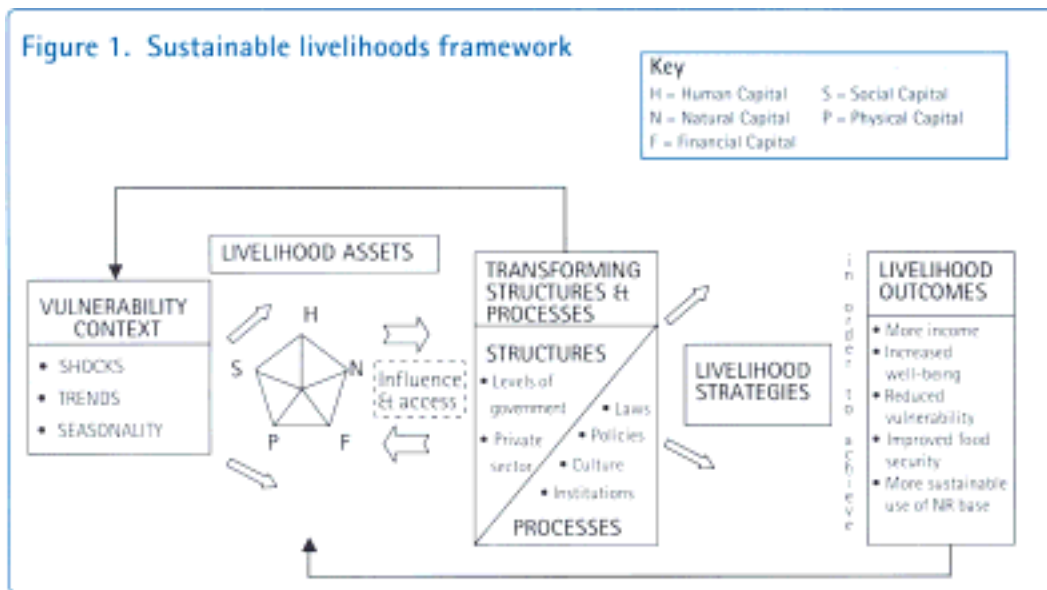 Figure 1. Sustainable livelihoods framework
Key
H = Human Capital S = Social Capital
N = Natural Capital P = Physical Capital
F = Financial Capital
LIVELIHOOD ASSETS
VULNERABILITY
CONTEXT
• SHOCKS
• TRENDS
• SEASONALITY
H
S
N
P
F
Influence
& access
TRANSFORMING
STRUCTURES &
PROCESSES
STRUCTURES
• Levels of
government
• Private
sector
• Laws
• Policies
• Culture
• Institutions
PROCESSES
LIVELIHOOD
STRATEGIES
in order to achieve
LIVELIHOOD
OUTCOMES
• More income
• Increased
well-being
• Reduced
vulnerability
• Improved food
security
• More sustainable
use of NR base